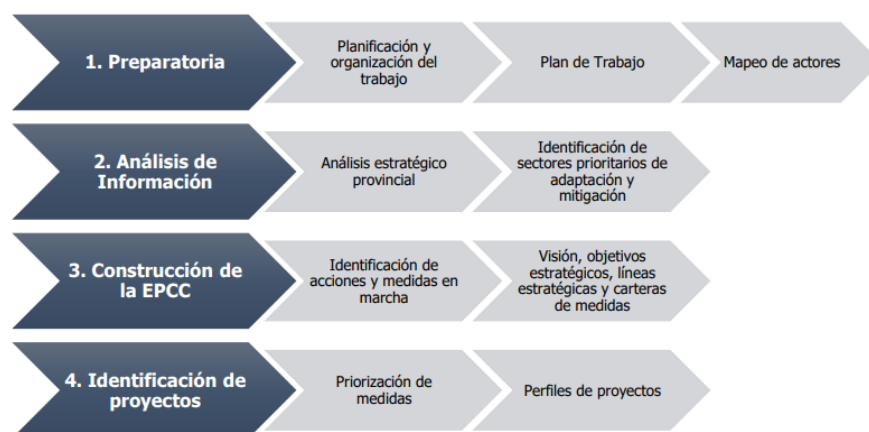 1. Preparatoria
Planificación y
organización del
trabajo
Plan de Trabajo
Mapeo de actores
2. Análisis de
Información
Análisis estratégico
provincial
Identificación de
sectores prioritarios de
adaptación y
mitigación
3. Construcción de
la EPCC
Identificación de
acciones y medidas en
marcha
Visión, objetivos
estratégicos, líneas
estratégicas y carteras
de medidas
4. Identificación de
proyectos
Priorización de
medidas
Perfiles de proyectos